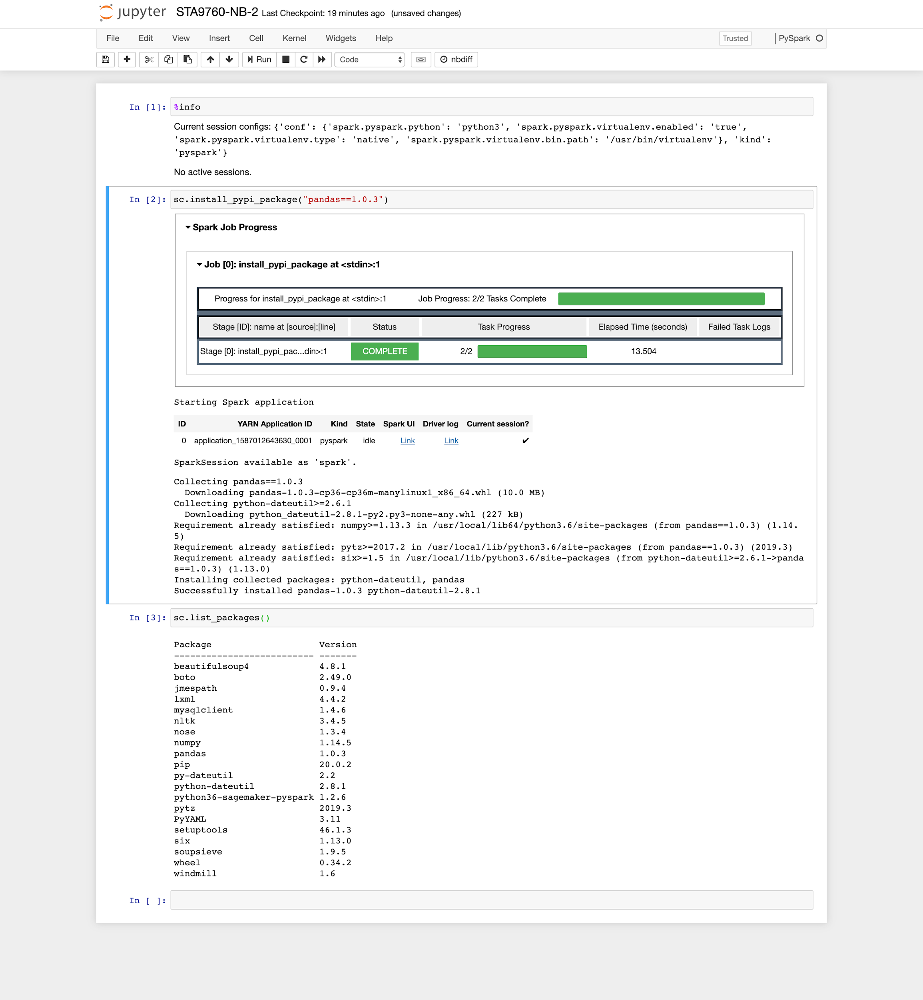 jupyter STA9760-NB-2 Last Checkpoint: 19 minutes ago (unsaved changes)
File Edit View Insert Cell Kernel Widgets Help Trusted PySpark
Run Code nbdiff
In [1]: %info
Current session configs: {'conf': {'spark.pyspark.python': 'python3', 'spark.pyspark.virtualenv.enabled': 'true',
'spark.pyspark.virtualenv.type': 'native', 'spark.pyspark.virtualenv.bin.path': '/usr/bin/virtualenv'}, 'kind':
'pyspark'}
No active sessions.
In [2]: sc.install_pypi_package("pandas==1.0.3")
Spark Job Progress
Job [0]: install_pypi_package at <stdin>:1
Progress for install_pypi_package at <stdin>:1 Job Progress: 2/2 Tasks Complete
Stage [ID]: name at [source]:[line] Status Task Progress Elapsed Time (seconds) Failed Task Logs
Stage [0]: install_pypi_pac...din>:1 COMPLETE 2/2 13.504
Starting Spark application
ID YARN Application ID Kind State Spark UI Driver log Current session?
0 application_1587012643630_0001 pyspark idle Link Link ✔
SparkSession available as 'spark'.
Collecting pandas==1.0.3
Downloading pandas-1.0.3-cp36-cp36m-manylinux1_x86_64.whl (10.0 MB)
Collecting python-dateutil>=2.6.1
Downloading python_dateutil-2.8.1-py2.py3-none-any.whl (227 kB)
Requirement already satisfied: numpy>=1.13.3 in /usr/local/lib64/python3.6/site-packages (from pandas==1.0.3) (1.14.
5)
Requirement already satisfied: pytz>=2017.2 in /usr/local/lib/python3.6/site-packages (from pandas==1.0.3) (2019.3)
Requirement already satisfied: six>=1.5 in /usr/local/lib/python3.6/site-packages (from python-dateutil>=2.6.1->panda
s==1.0.3) (1.13.0)
Installing collected packages: python-dateutil, pandas
Successfully installed pandas-1.0.3 python-dateutil-2.8.1
In [3]: sc.list_packages()
Package Version
-------------------------- -------
beautifulsoup4 4.8.1
boto 2.49.0
jmespath 0.9.4
lxml 4.4.2
mysqlclient 1.4.6
nltk 3.4.5
nose 1.3.4
numpy 1.14.5
pandas 1.0.3
pip 20.0.2
py-dateutil 2.2
python-dateutil 2.8.1
python36-sagemaker-pyspark 1.2.6
pytz 2019.3
PyYAML 3.11
setuptools 46.1.3
six 1.13.0
soupsieve 1.9.5
wheel 0.34.2
windmill 1.6
In [ ]: